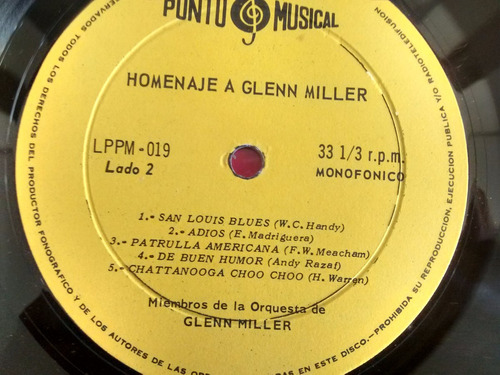 PUNTO MUSICAL
HOMENAJE A GLENN MILLER
LPPM-019
Lado 2
33 1/3 r.p.m.
MONOFONICO
1.- SAN LOUIS BLUES (W.C. Handy)
2.- ADIOS (E. Madriguera)
3.- PATRULLA AMERICANA (F.W. Meacham)
4.- DE BUEN HUMOR (Andy Razaf)
5.- CHATTANOOGA CHOO CHOO (H. Warren)
Miembros de la Orquesta de
GLENN MILLER
RESERVADOS TODOS LOS DERECHOS DEL PRODUCTOR FONOGRAFICO Y DE LOS AUTORES DE LAS EN ESTE DISCO.-PROHIBIDA SU REPRODUCCION, EJECUCION PUBLICA Y/O RADIOTELEDIFUSION